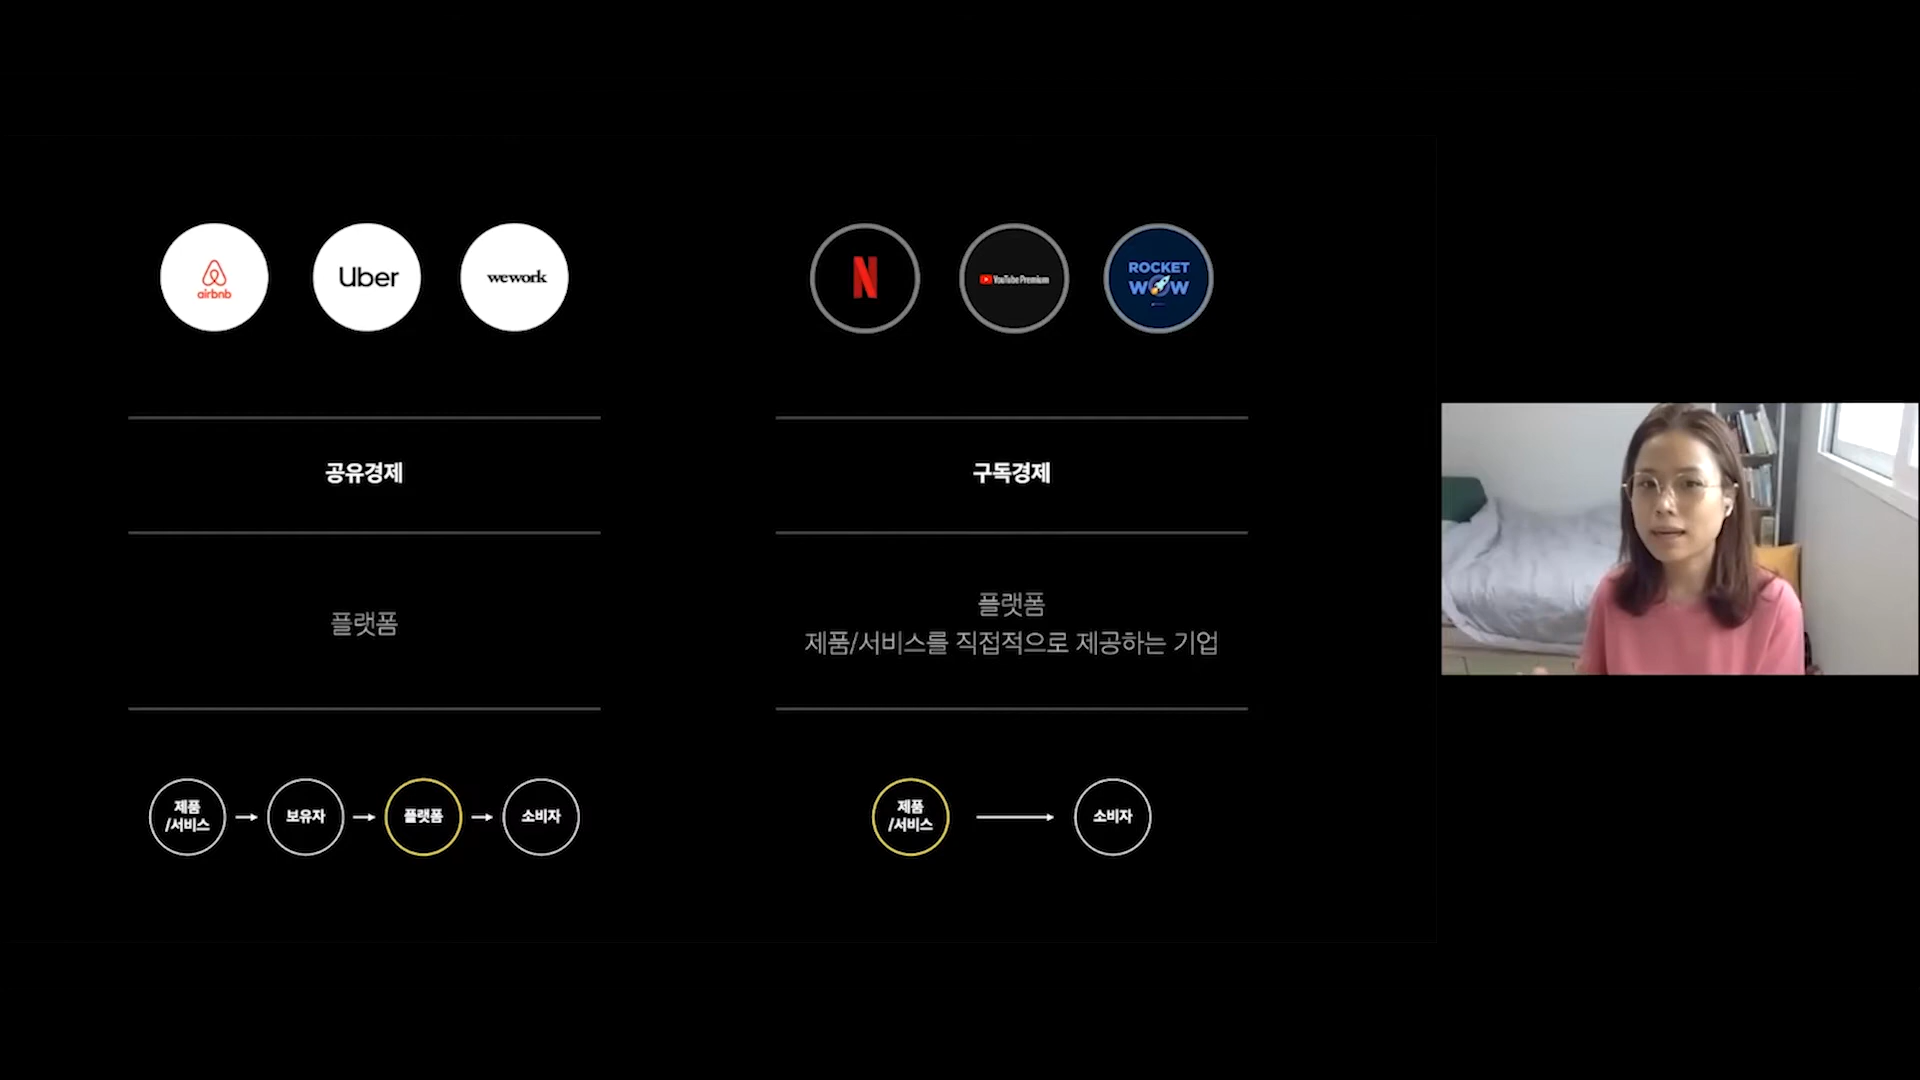 airbnb
Uber
wework
N
YouTube Premium
ROCKET
WOW
공유경제
구독경제
플랫폼
플랫폼
제품/서비스를 직접적으로 제공하는 기업
제품
/서비스
보유자
플랫폼
소비자
제품
/서비스
소비자